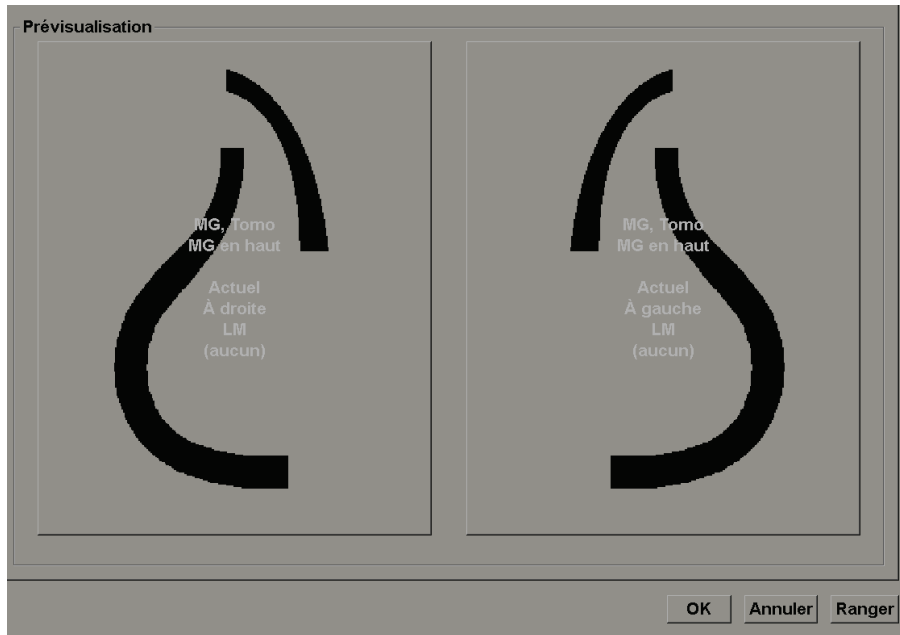 Prévisualisation
MG, Tomo
MG en haut
Actuel
À droite
LM
(aucun)
MG, Tomo
MG en haut
Actuel
À gauche
LM
(aucun)
OK
Annuler
Ranger